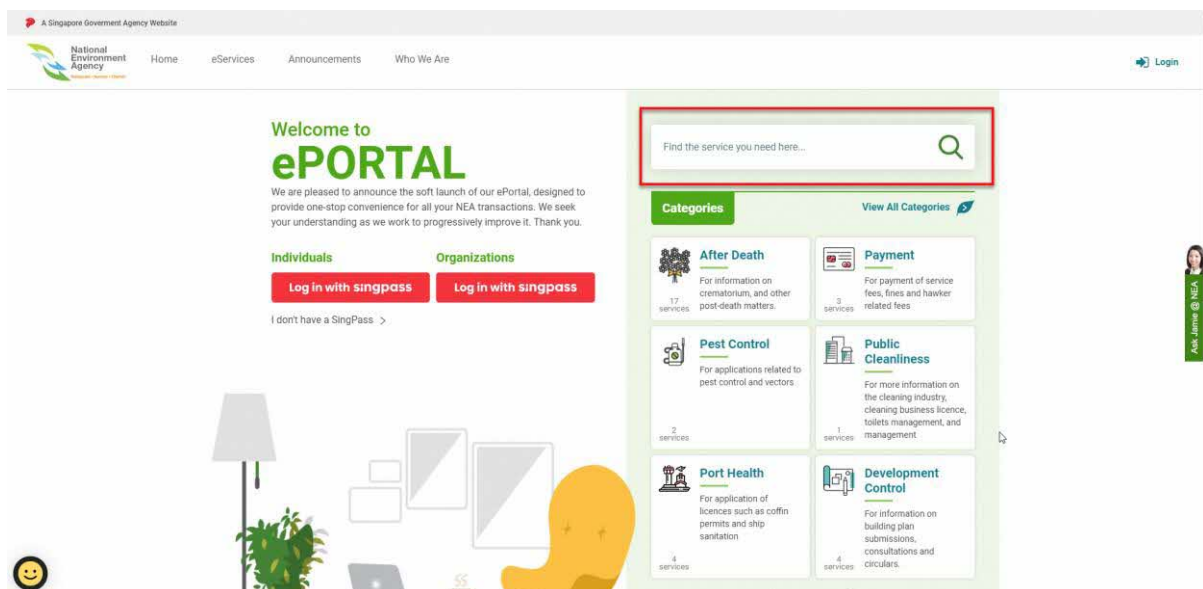 A Singapore Goverment Agency Website
National
Environment
Agency
Home
eServices
Announcements
Who We Are
Login
Welcome to
ePORTAL
We are pleased to announce the soft launch of our ePortal, designed to
provide one-stop convenience for all your NEA transactions. We seek
your understanding as we work to progressively improve it. Thank you.
Individuals
Organizations
Log in with singpass
Log in with singpass
I don't have a SingPass >
Find the service you need here...
Categories
View All Categories
After Death
For information on
crematorium, and other
post-death matters.
17
services
Payment
For payment of service
fees, fines and hawker
related fees
3
services
Pest Control
For applications related to
pest control and vectors
2
services
Public
Cleanliness
For more information on
the cleaning industry,
cleaning business licence,
toilets management, and
management
1
services
Port Health
For application of
licences such as coffin
permits and ship
sanitation
4
services
Development
Control
For information on
building plan
submissions,
consultations and
circulars.
4
services
Ask Jamie @ NEA